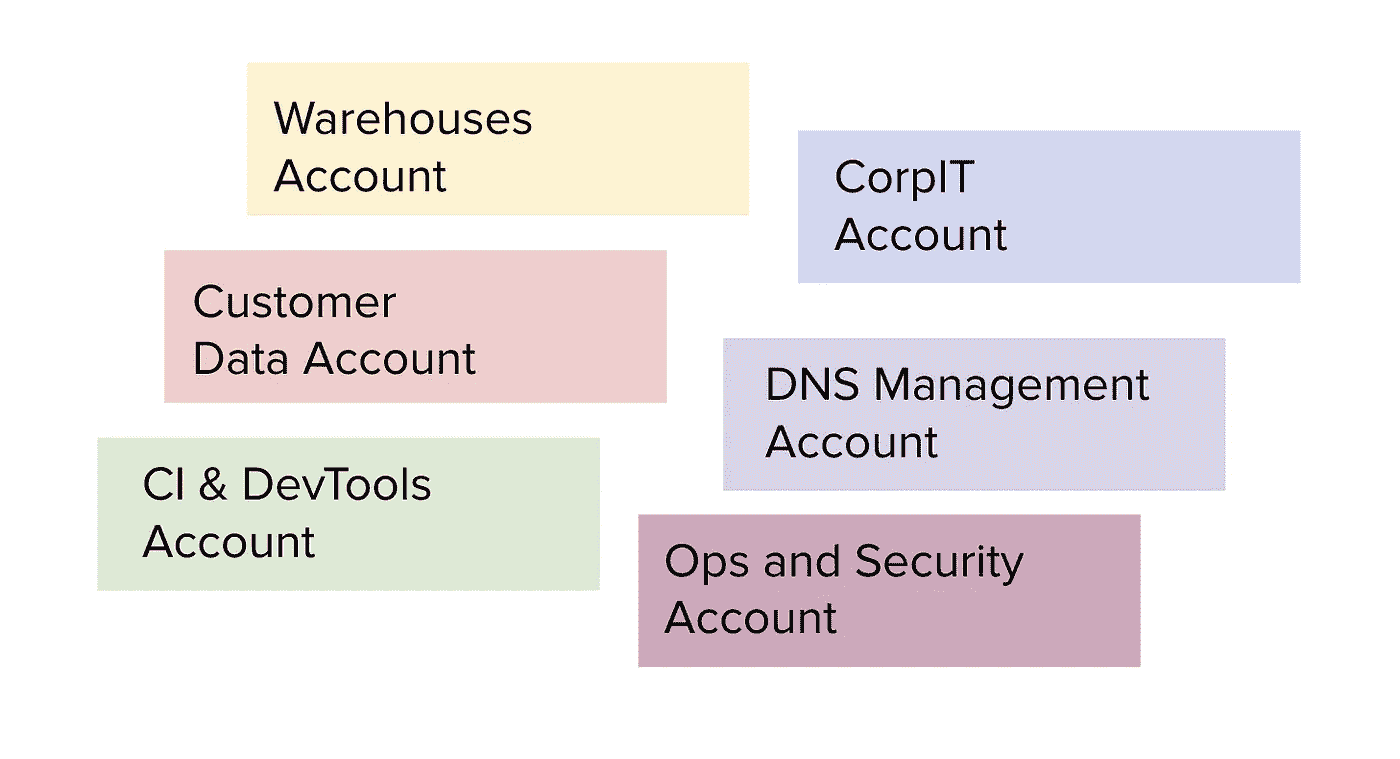 Warehouses
Account
CorpIT
Account
Customer
Data Account
DNS Management
Account
CI & DevTools
Account
Ops and Security
Account